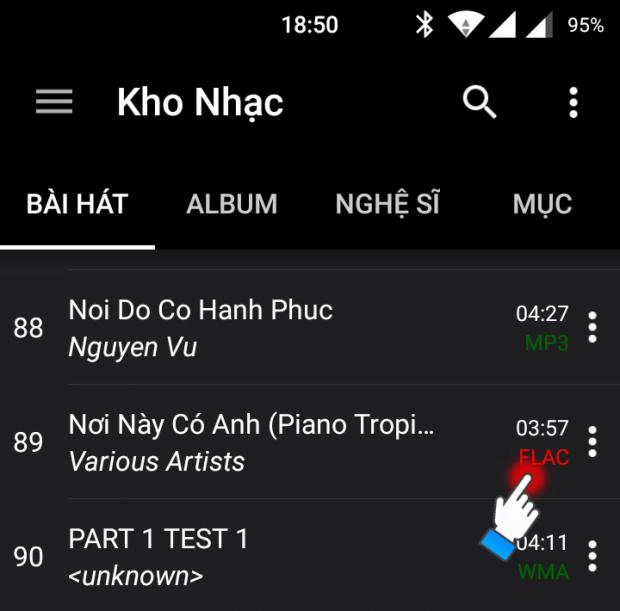 18:50 95%
Kho Nhạc
BÀI HÁT ALBUM NGHỆ SĨ MỤC
88 Noi Do Co Hanh Phuc 04:27
Nguyen Vu MP3
89 Nơi Này Có Anh (Piano Tropi... 03:57
Various Artists FLAC
90 PART 1 TEST 1 04:11
<unknown> WMA